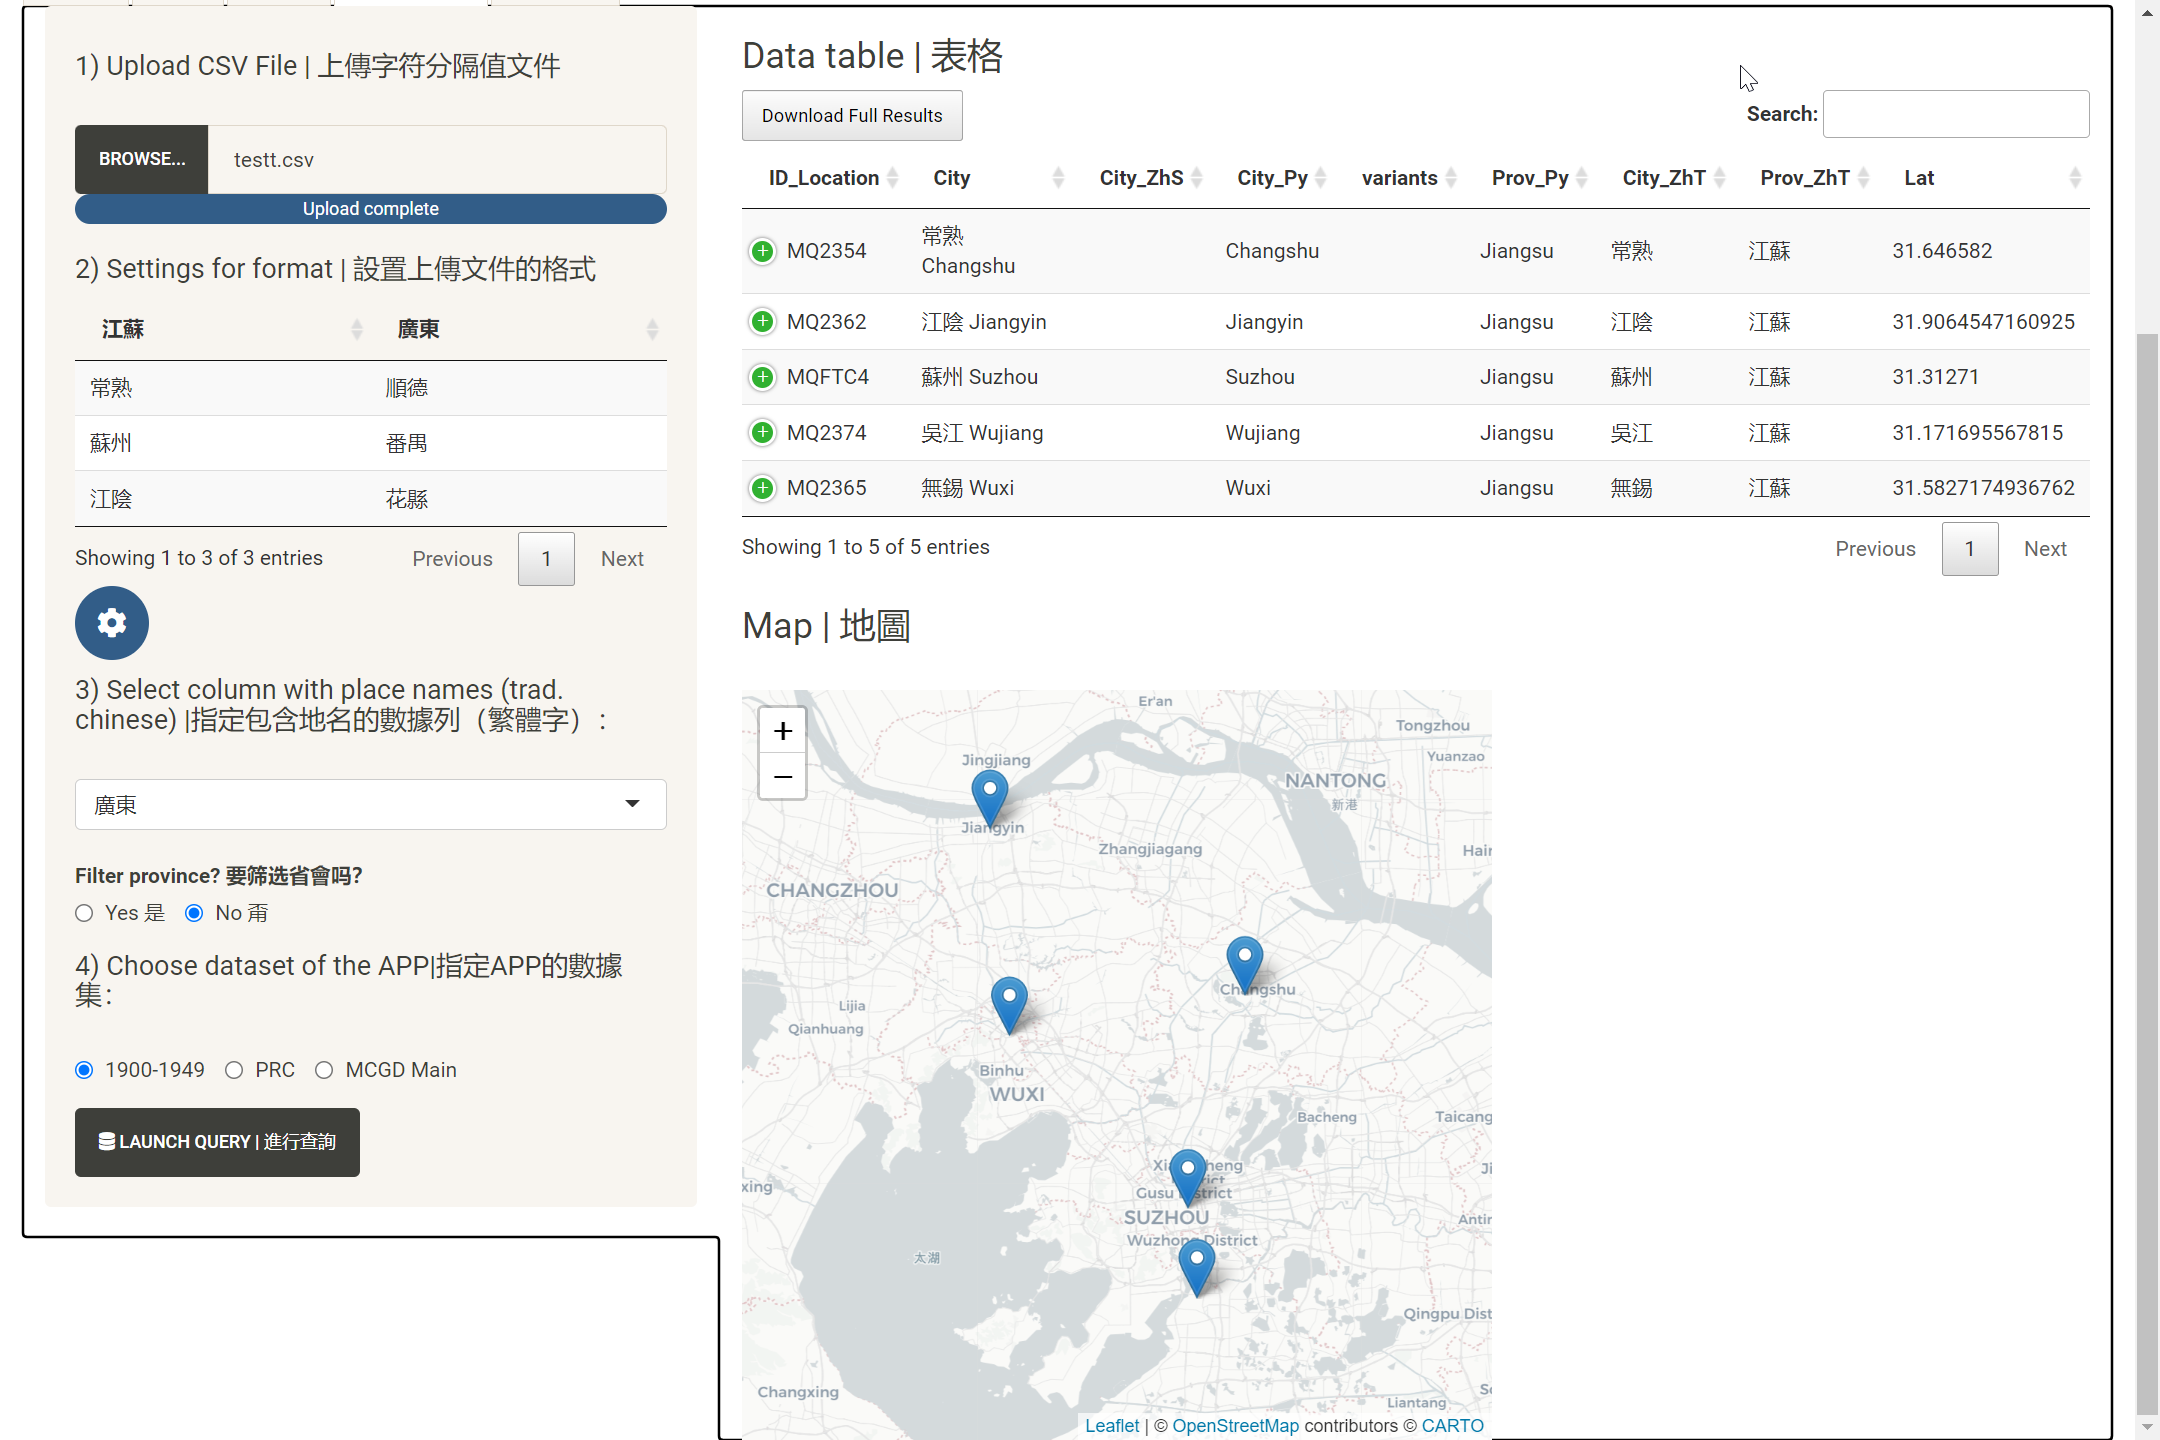 1) Upload CSV File | 上傳字符分隔值文件
BROWSE...
testt.csv
Upload complete
2) Settings for format | 設置上傳文件的格式
江蘇 廣東
常熟 順德
蘇州 番禺
江陰 花縣
Showing 1 to 3 of 3 entries
Previous 1 Next
3) Select column with place names (trad.
chinese) |指定包含地名的數據列（繁體字）:
廣東
Filter province? 要筛选省會吗?
Yes 是 No 甭
4) Choose dataset of the APP|指定APP的數據
集:
1900-1949 PRC MCGD Main
LAUNCH QUERY | 進行查詢
Data table | 表格
Download Full Results
Search:
ID_Location City City_ZhS City_Py variants Prov_Py City_ZhT Prov_ZhT Lat
MQ2354 常熟 Changshu Changshu Jiangsu 常熟 江蘇 31.646582
MQ2362 江陰 Jiangyin Jiangyin Jiangsu 江陰 江蘇 31.9064547160925
MQFTC4 蘇州 Suzhou Suzhou Jiangsu 蘇州 江蘇 31.31271
MQ2374 吳江 Wujiang Wujiang Jiangsu 吳江 江蘇 31.171695567815
MQ2365 無錫 Wuxi Wuxi Jiangsu 無錫 江蘇 31.5827174936762
Showing 1 to 5 of 5 entries
Previous 1 Next
Map | 地圖
+
−
Er'an
Tongzhou
Yuanzao
Jingjiang
NANTONG
新港
Jiangyin
Zhangjiagang
Hair
CHANGZHOU
Changshu
Lijia
Qianhuang
Binhu
WUXI
Bacheng
Taicang
xing
Gusu District
SUZHOU
Wuzhong District
太湖
Qingpu Dist
Changxing
Liantang
Leaflet | © OpenStreetMap contributors © CARTO